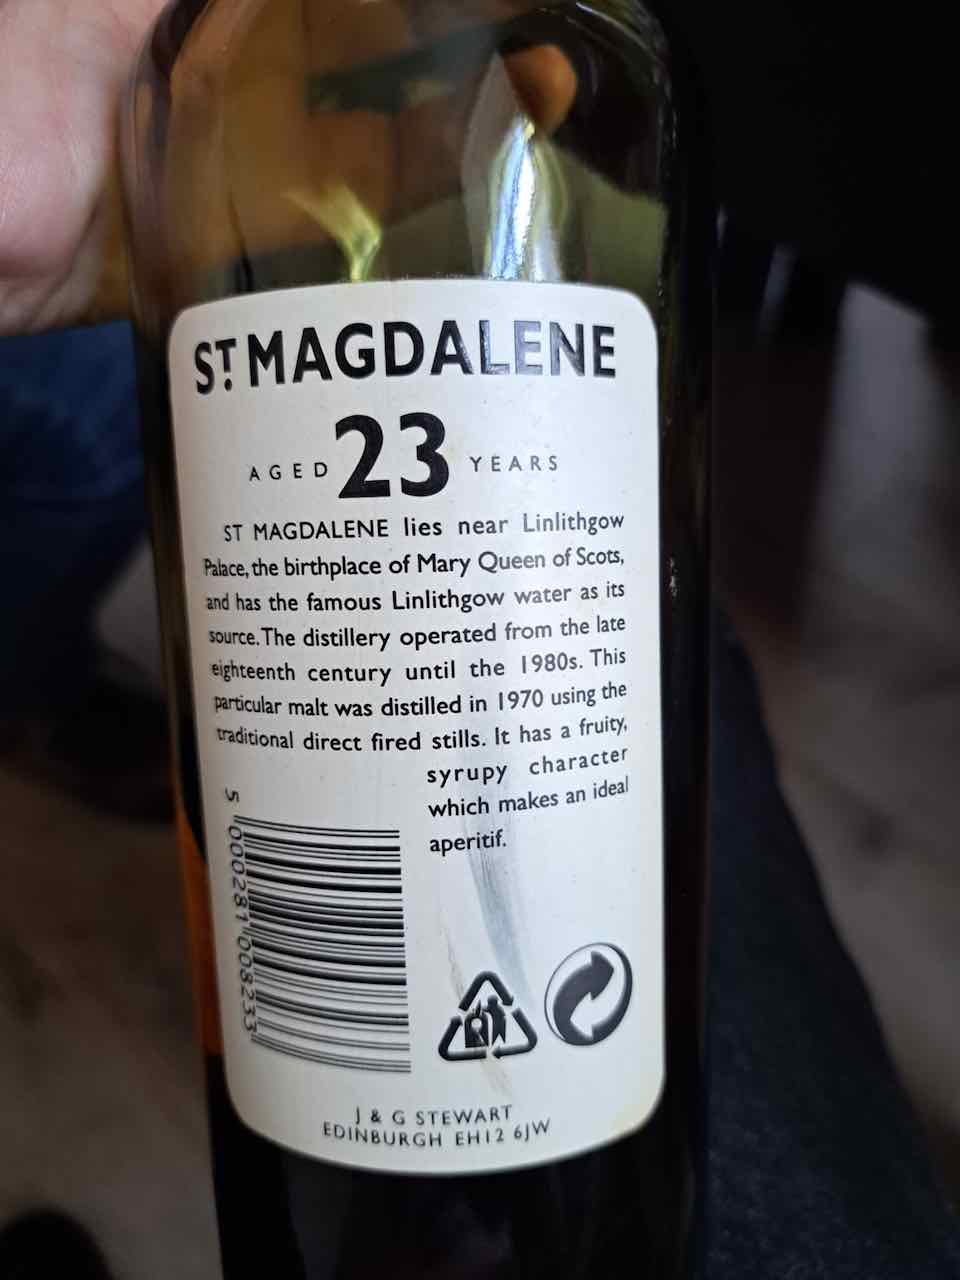 ST. MAGDALENE
AGED 23 YEARS
ST MAGDALENE lies near Linlithgow
Palace, the birthplace of Mary Queen of Scots,
and has the famous Linlithgow water as its
source. The distillery operated from the late
eighteenth century until the 1980s. This
particular malt was distilled in 1970 using the
traditional direct fired stills. It has a fruity,
syrupy character
which makes an ideal
aperitif.
5 000281 008233
J & G STEWART
EDINBURGH EH12 6JW